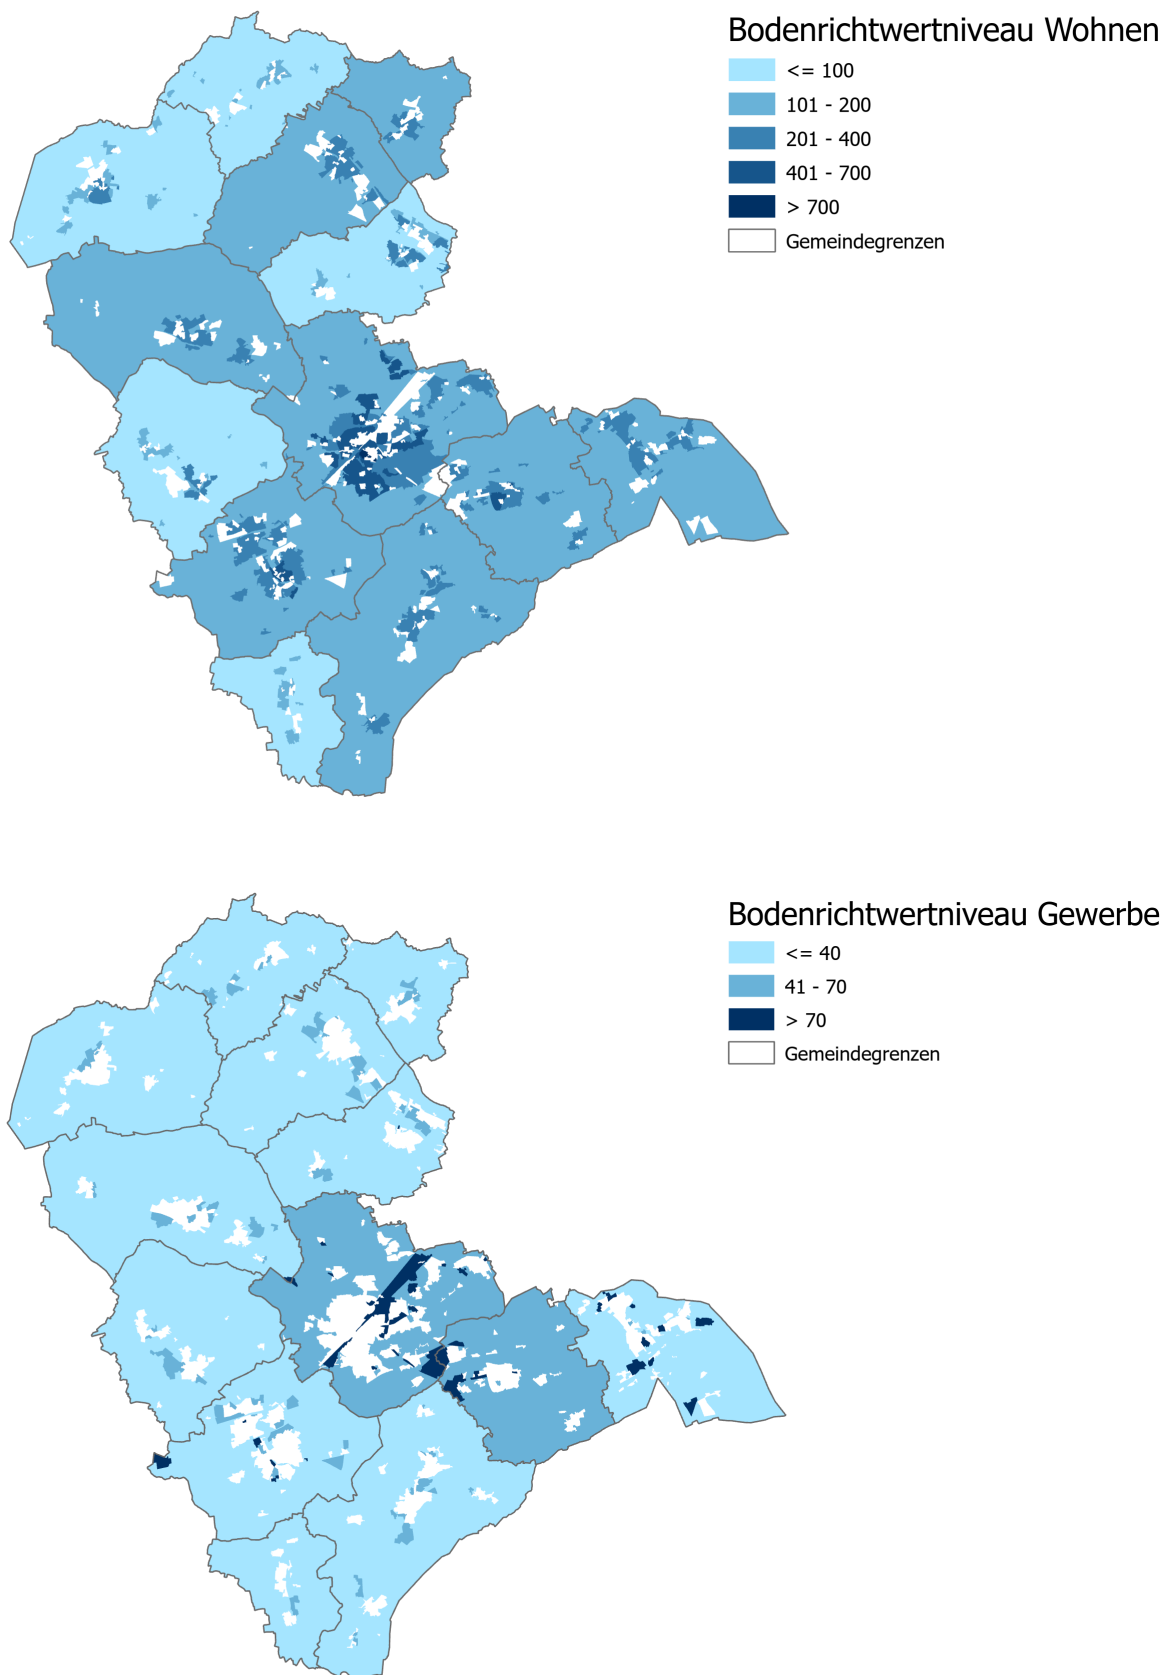 Bodenrichtwertniveau Wohnen
<= 100
101 - 200
201 - 400
401 - 700
> 700
Gemeindegrenzen
Bodenrichtwertniveau Gewerbe
<= 40
41 - 70
> 70
Gemeindegrenzen